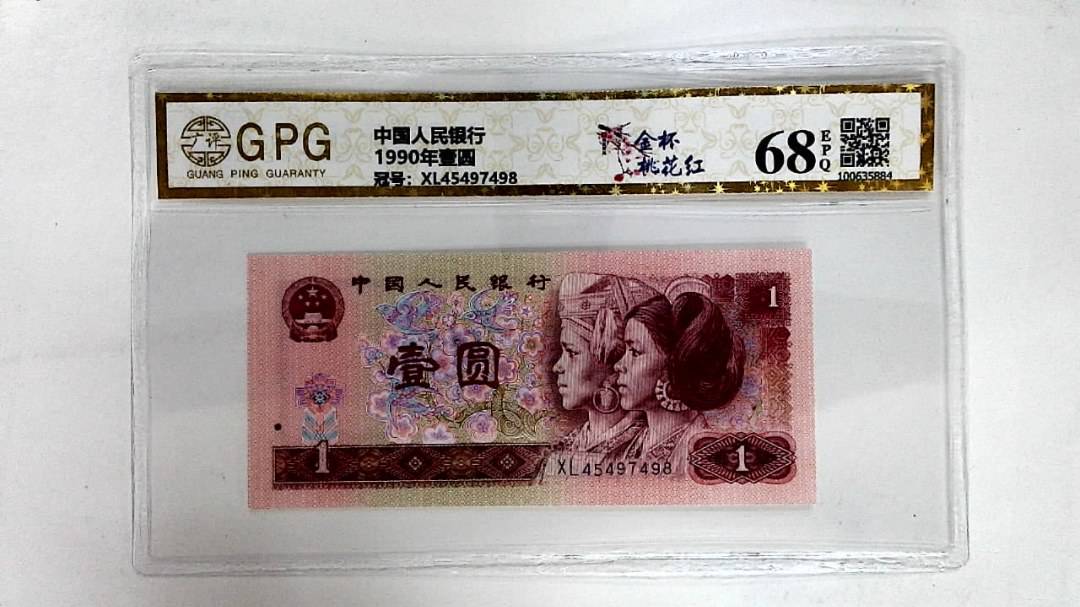 广评
GPG
GUANG PING GUARANTY
中国人民银行
1990年壹圆
冠号：XL45497498
金杯
桃花红
68
EPQ
100635884
中国人民银行
1
壹圆
1
XL45497498
1